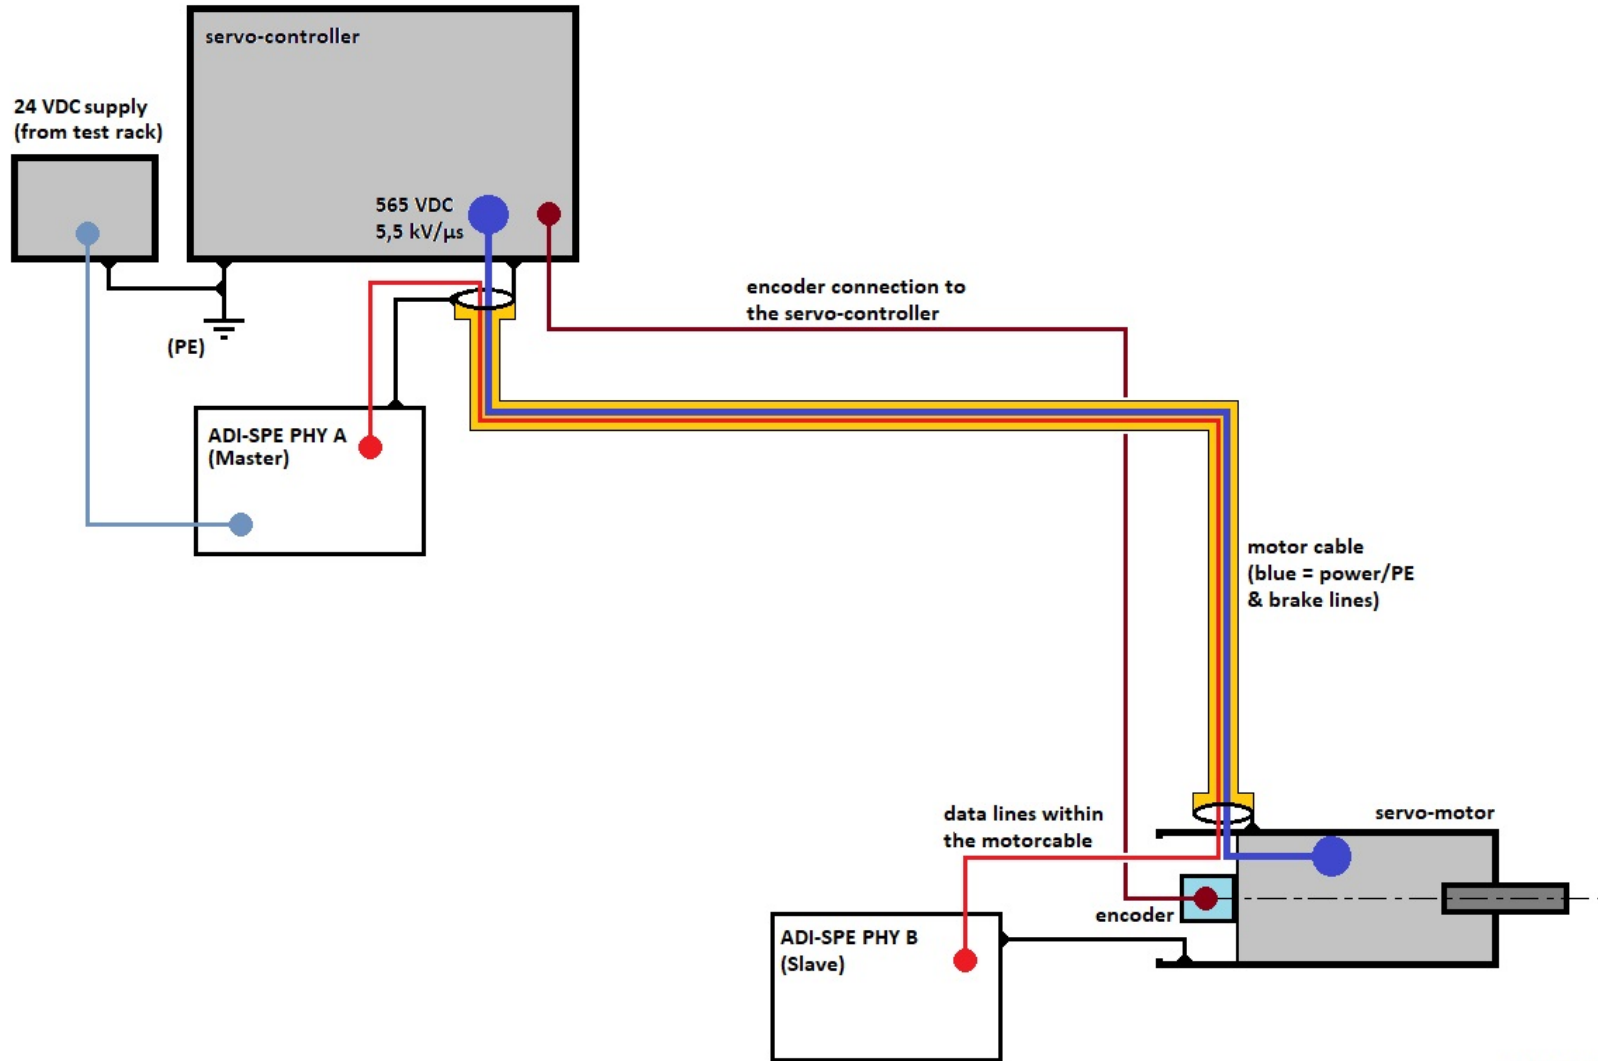 servo-controller
24 VDC supply
(from test rack)
565 VDC
5,5 kV/µs
encoder connection to
the servo-controller
(PE)
ADI-SPE PHY A
(Master)
motor cable
(blue = power/PE
& brake lines)
data lines within
the motorcable
servo-motor
encoder
ADI-SPE PHY B
(Slave)